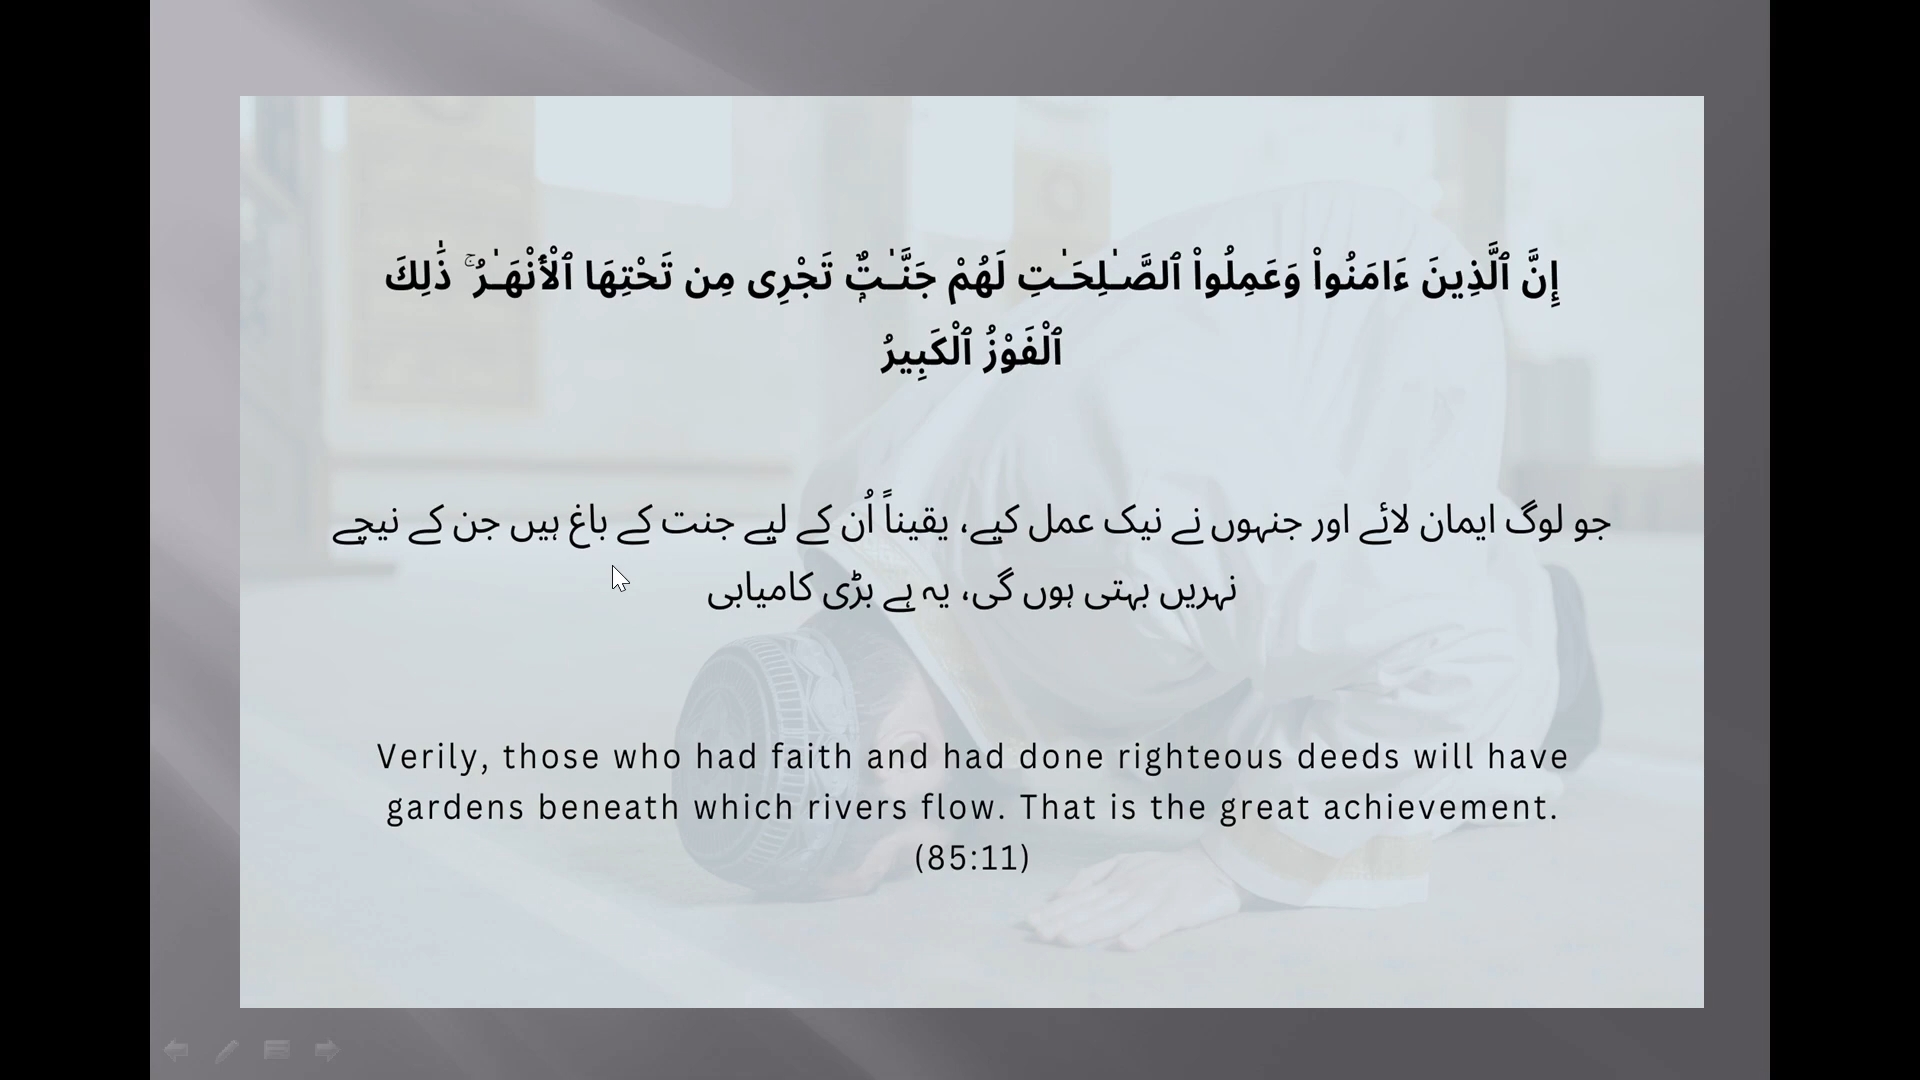 إِنَّ ٱلَّذِينَ ءَامَنُوا۟ وَعَمِلُوا۟ ٱلصَّـٰلِحَـٰتِ لَهُمْ جَنَّـٰتٌۭ تَجْرِى مِن تَحْتِهَا ٱلْأَنْهَـٰرُ ۚ ذَٰلِكَ
ٱلْفَوْزُ ٱلْكَبِيرُ
جو لوگ ایمان لائے اور جنہوں نے نیک عمل کیے، یقیناً اُن کے لیے جنت کے باغ ہیں جن کے نیچے
نہریں بہتی ہوں گی، یہ ہے بڑی کامیابی
Verily, those who had faith and had done righteous deeds will have
gardens beneath which rivers flow. That is the great achievement.
(85:11)